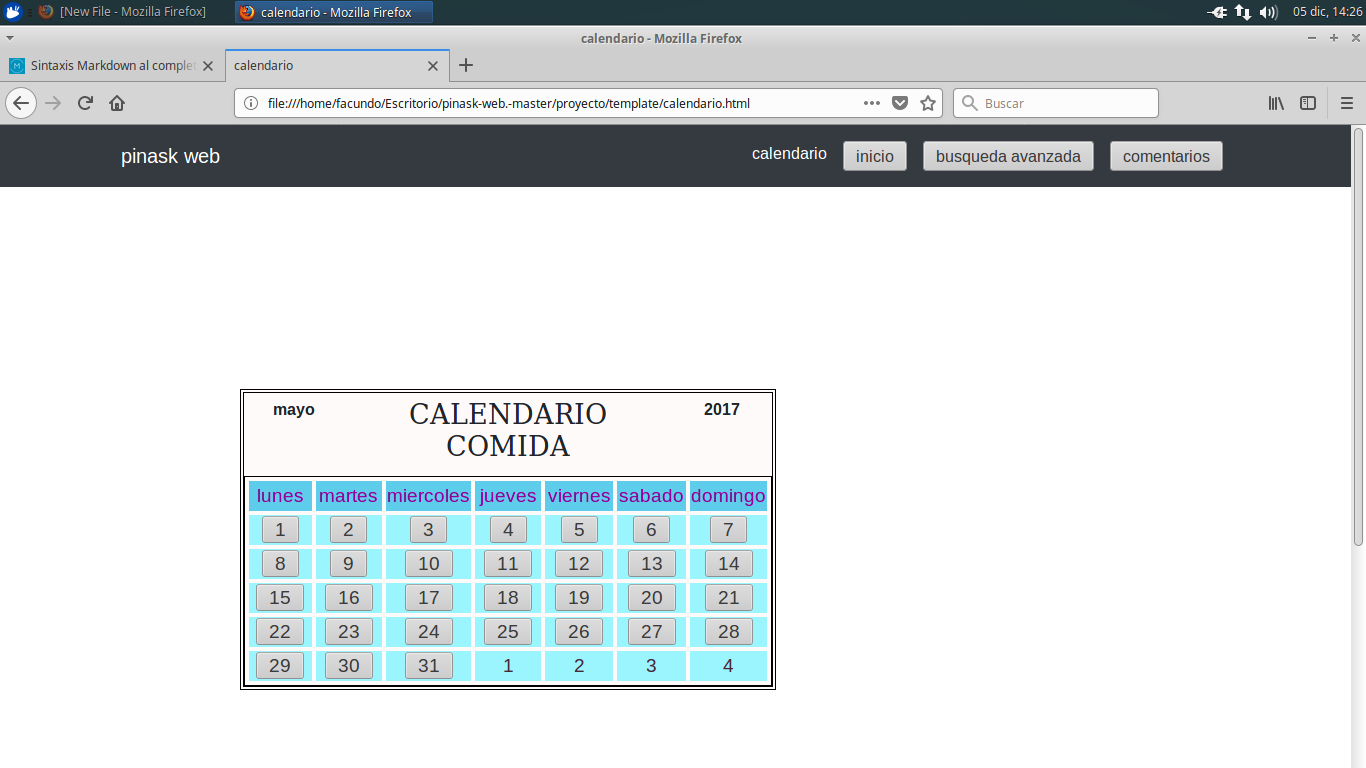 [New File - Mozilla Firefox] calendario - Mozilla Firefox 05 dic, 14:26
calendario - Mozilla Firefox
Sintaxis Markdown al comple calendario
file:///home/facundo/Escritorio/pinask-web.-master/proyecto/template/calendario.html Buscar
pinask web calendario inicio busqueda avanzada comentarios
mayo CALENDARIO 2017
COMIDA
lunes martes miercoles jueves viernes sabado domingo
1 2 3 4 5 6 7
8 9 10 11 12 13 14
15 16 17 18 19 20 21
22 23 24 25 26 27 28
29 30 31 1 2 3 4